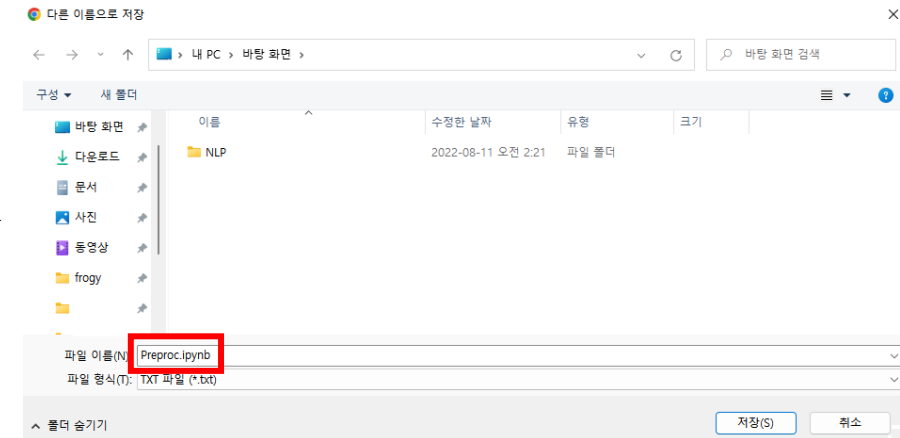 다른 이름으로 저장
내 PC > 바탕 화면 >
바탕 화면 검색
구성
새 폴더
?
이름
수정한 날짜
유형
크기
바탕 화면
다운로드
문서
사진
동영상
frogy
NLP
2022-08-11 오전 2:21
파일 폴더
파일 이름(N)
Preproc.ipynb
파일 형식(T):
TXT 파일 (*.txt)
폴더 숨기기
저장(S)
취소